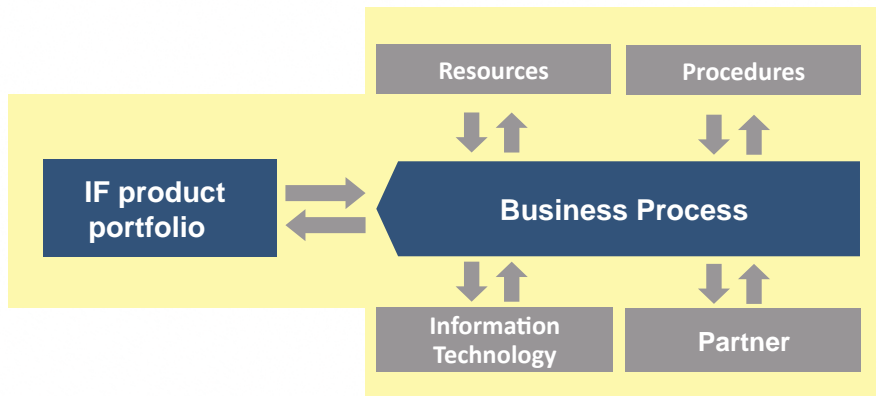 Resources
Procedures
IF product
portfolio
Business Process
Information
Technology
Partner